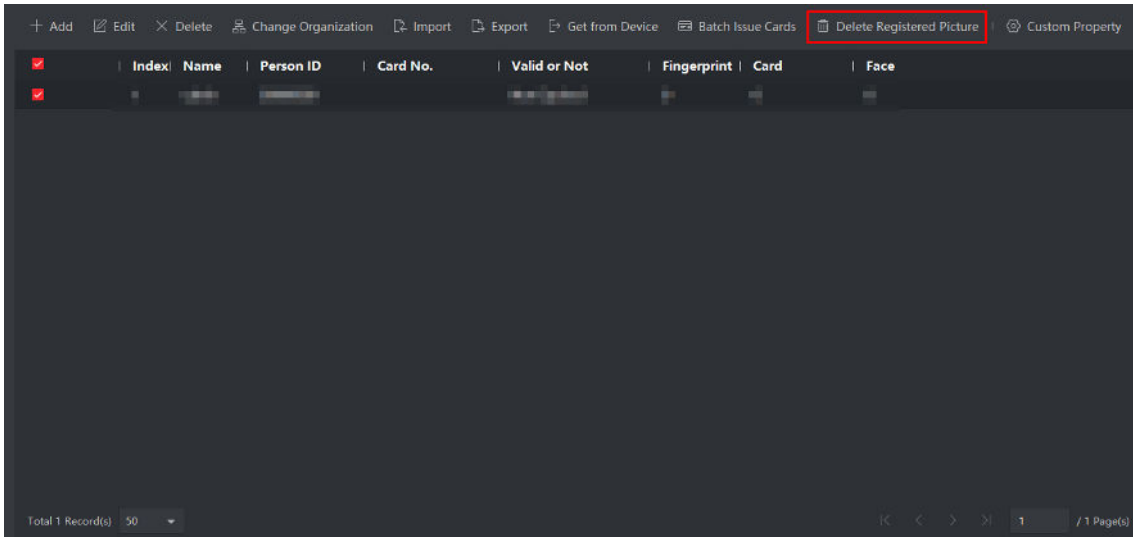 Add Edit Delete Change Organization Import Export Get from Device Batch Issue Cards Delete Registered Picture Custom Property
Index Name Person ID Card No. Valid or Not Fingerprint Card Face
Total 1 Record(s) 50 1 / 1 Page(s)